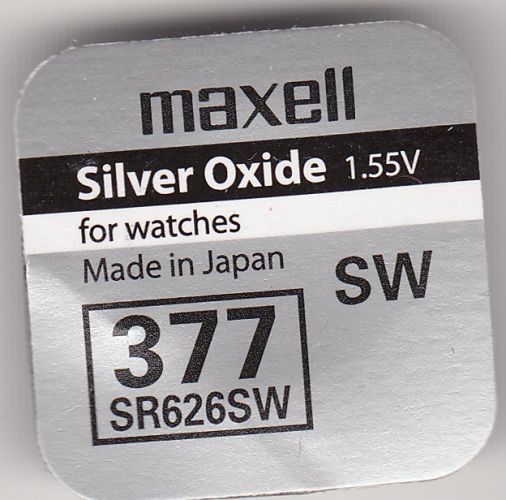 maxell
Silver Oxide 1.55V
for watches
Made in Japan
SW
377
SR626SW